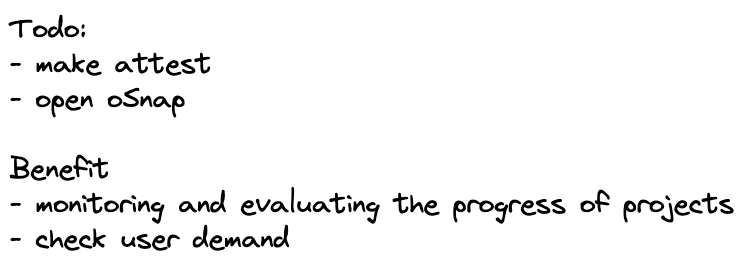 Todo:
- make attest
- open oSnap
Benefit
- monitoring and evaluating the progress of projects
- check user demand